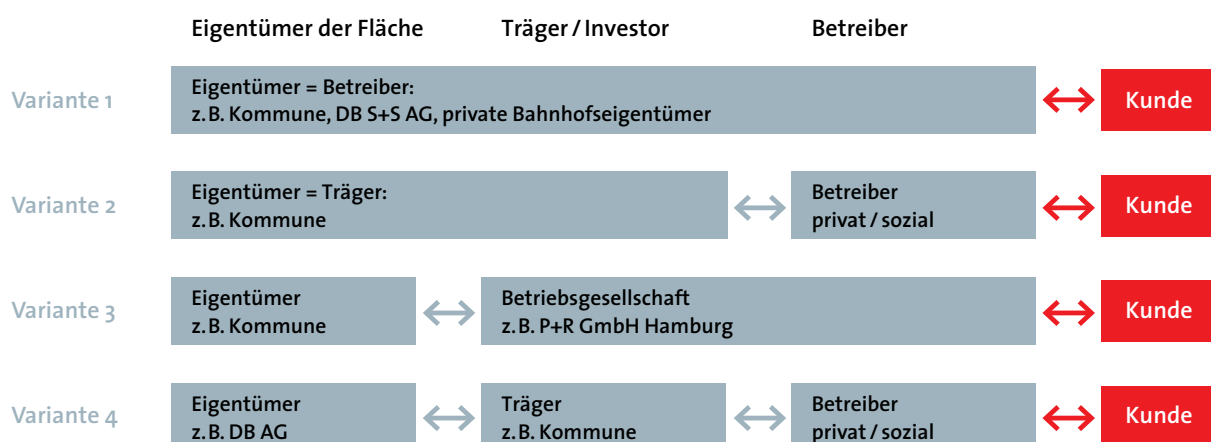 Eigentümer der Fläche Träger / Investor Betreiber
Variante 1
Eigentümer = Betreiber:
z. B. Kommune, DB S+S AG, private Bahnhofseigentümer
Kunde
Variante 2
Eigentümer = Träger:
z. B. Kommune
Betreiber
privat / sozial
Kunde
Variante 3
Eigentümer
z. B. Kommune
Betriebsgesellschaft
z. B. P+R GmbH Hamburg
Kunde
Variante 4
Eigentümer
z. B. DB AG
Träger
z. B. Kommune
Betreiber
privat / sozial
Kunde